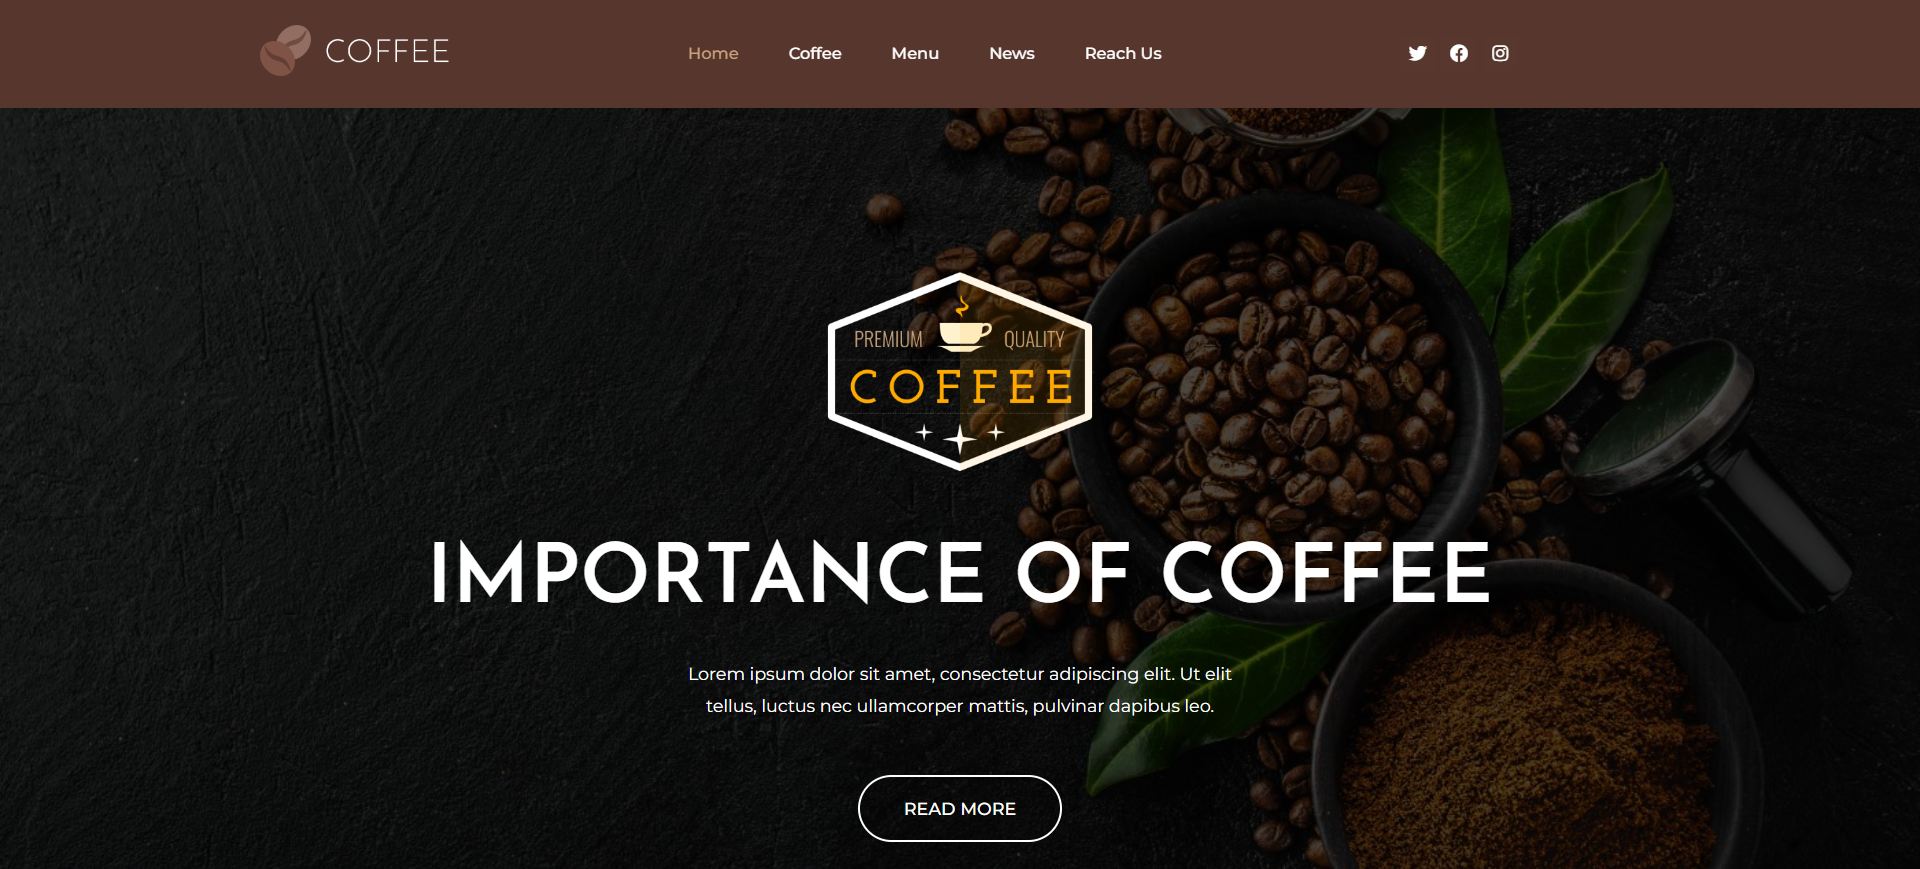 COFFEE
Home Coffee Menu News Reach Us
PREMIUM QUALITY
COFFEE
IMPORTANCE OF COFFEE
Lorem ipsum dolor sit amet, consectetur adipiscing elit. Ut elit
tellus, luctus nec ullamcorper mattis, pulvinar dapibus leo.
READ MORE